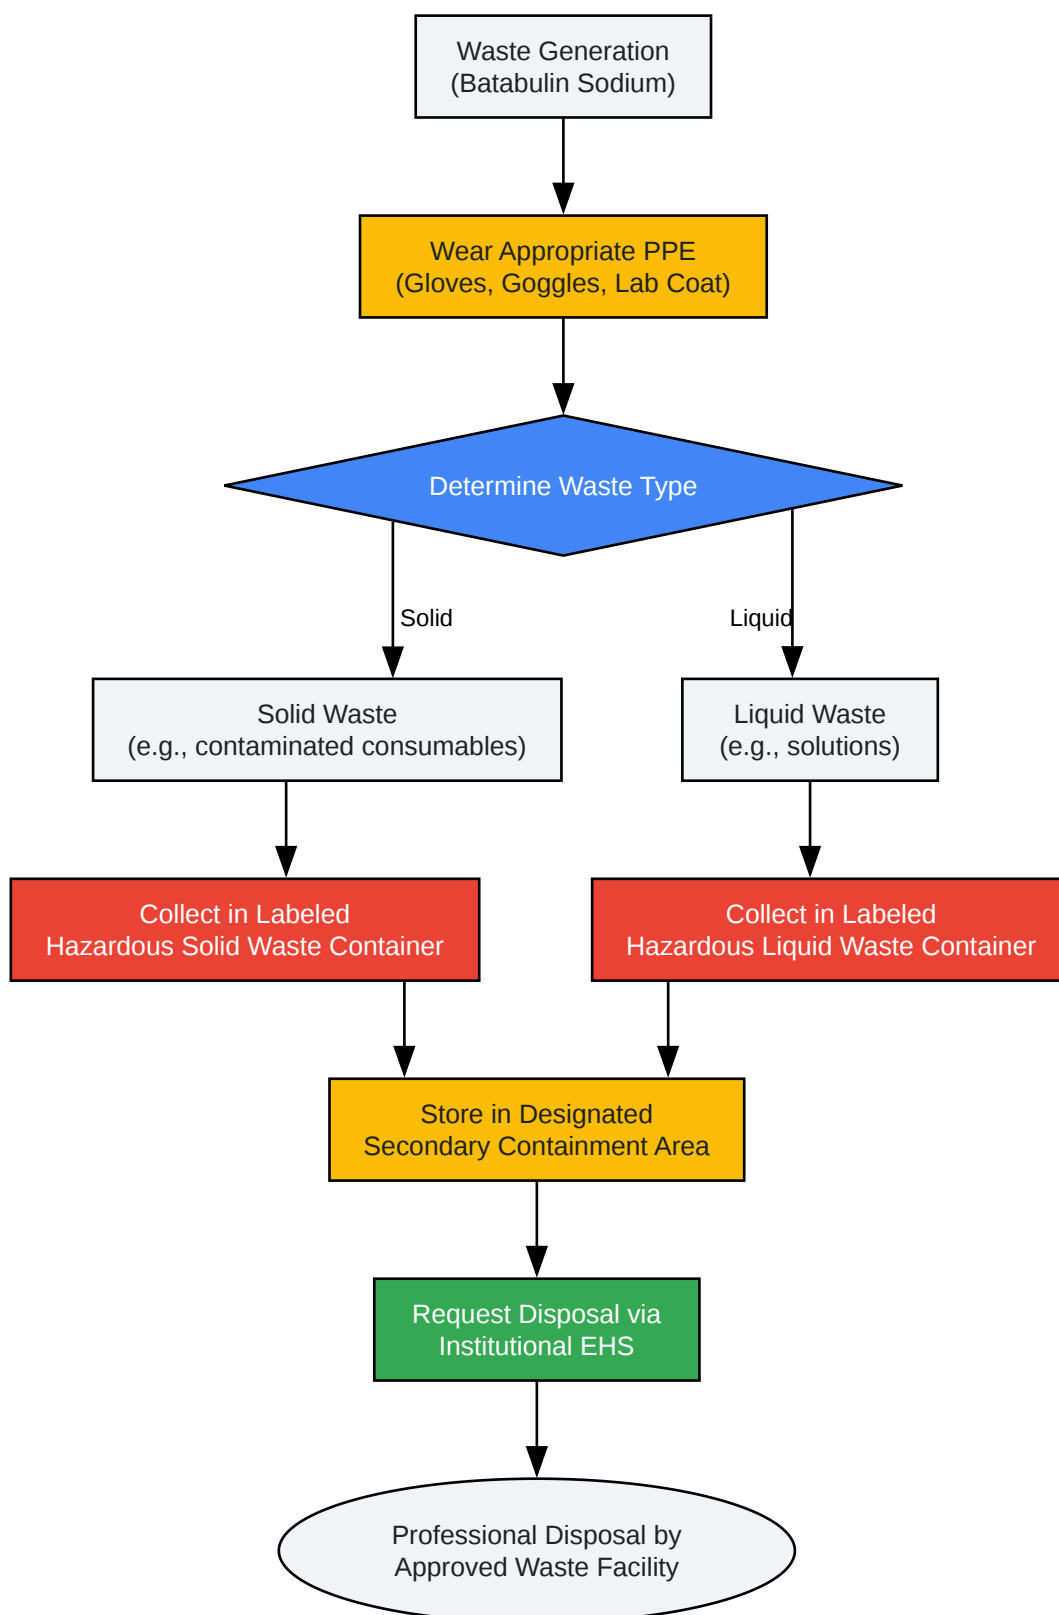 Waste Generation
(Batabulin Sodium)
Wear Appropriate PPE
(Gloves, Goggles, Lab Coat)
Determine Waste Type
Solid
Liquid
Solid Waste
(e.g., contaminated consumables)
Liquid Waste
(e.g., solutions)
Collect in Labeled
Hazardous Solid Waste Container
Collect in Labeled
Hazardous Liquid Waste Container
Store in Designated
Secondary Containment Area
Request Disposal via
Institutional EHS
Professional Disposal by
Approved Waste Facility